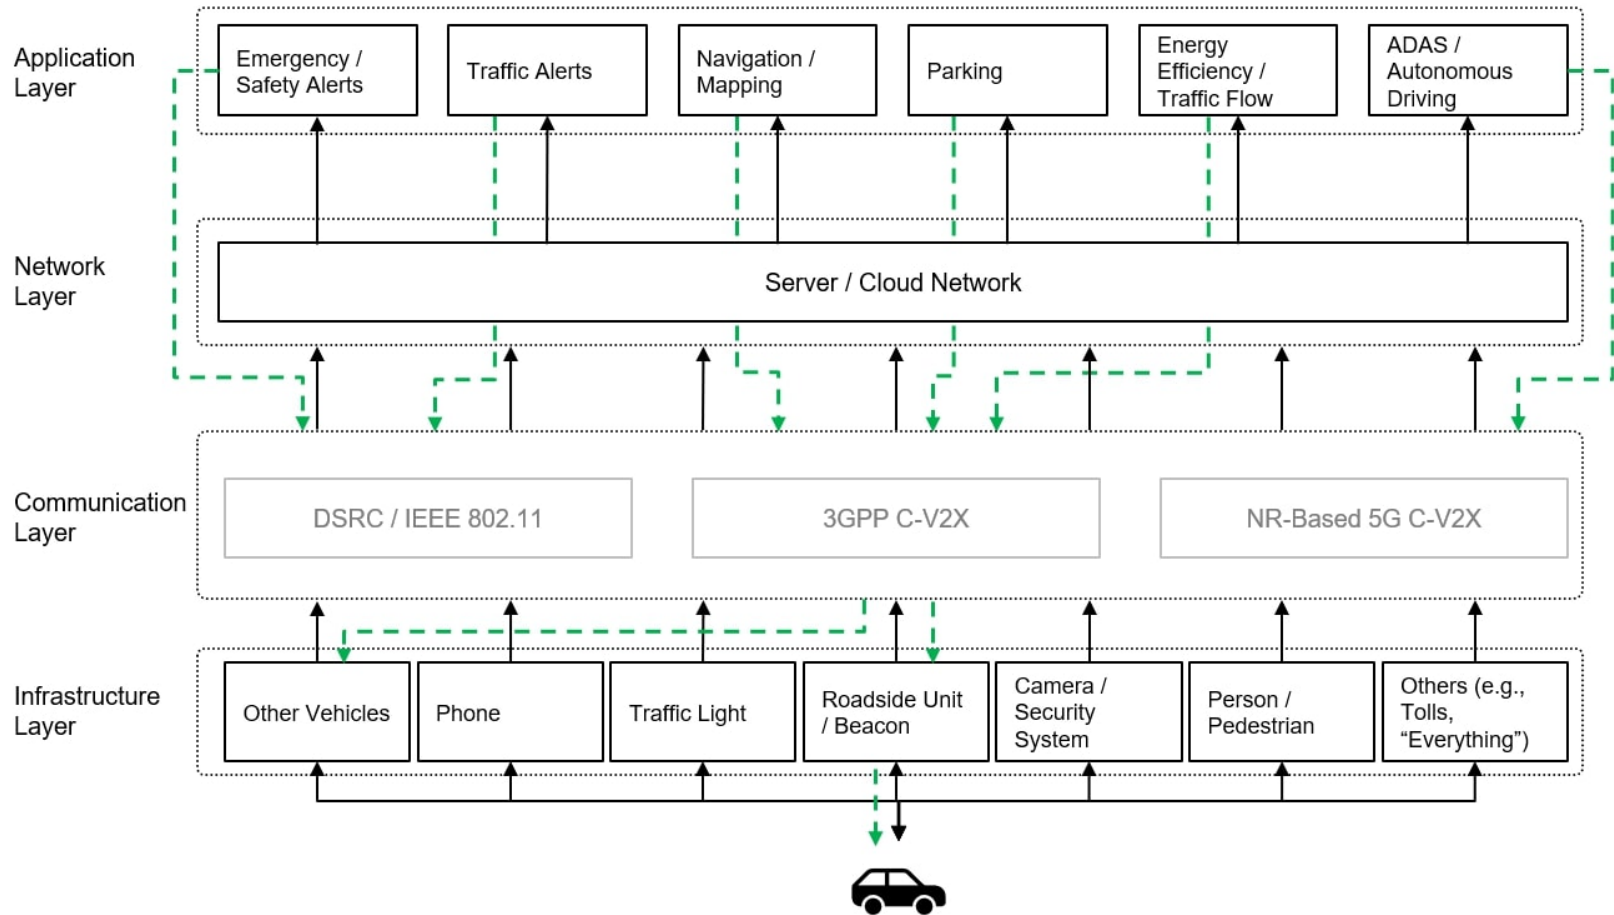 Application
Layer
Emergency /
Safety Alerts
Traffic Alerts
Navigation /
Mapping
Parking
Energy
Efficiency /
Traffic Flow
ADAS /
Autonomous
Driving
Network
Layer
Server / Cloud Network
Communication
Layer
DSRC / IEEE 802.11
3GPP C-V2X
NR-Based 5G C-V2X
Infrastructure
Layer
Other Vehicles
Phone
Traffic Light
Roadside Unit
/ Beacon
Camera /
Security
System
Person /
Pedestrian
Others (e.g.,
Tolls,
“Everything”)